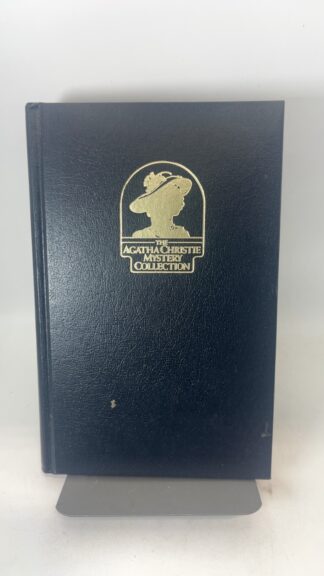 THE
AGATHA CHRISTIE
MYSTERY
COLLECTION